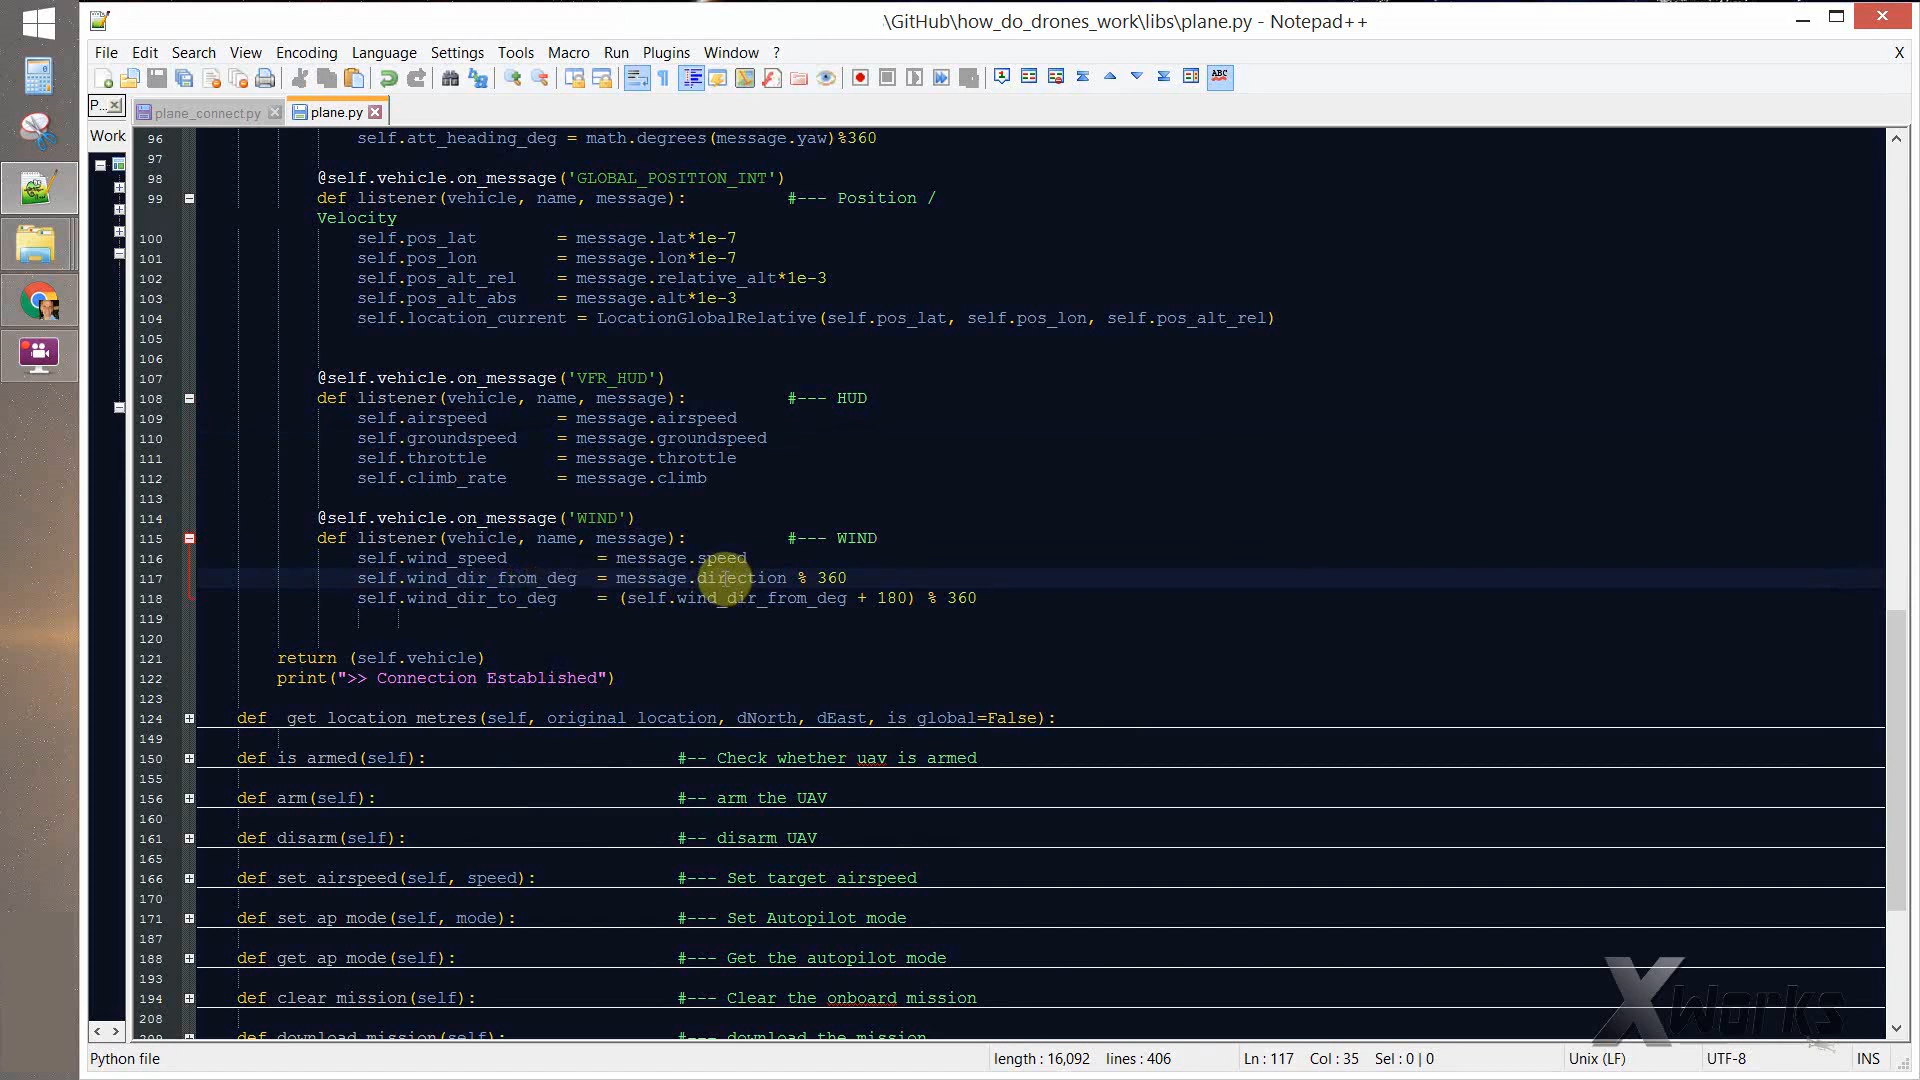 \GitHub\how_do_drones_work\libs\plane.py - Notepad++
File Edit Search View Encoding Language Settings Tools Macro Run Plugins Window ? X
P... plane_connect.py plane.py
Work
96 self.att_heading_deg = math.degrees(message.yaw)%360
97
98 @self.vehicle.on_message('GLOBAL_POSITION_INT')
99 def listener(vehicle, name, message): #--- Position /
Velocity
100 self.pos_lat = message.lat*1e-7
101 self.pos_lon = message.lon*1e-7
102 self.pos_alt_rel = message.relative_alt*1e-3
103 self.pos_alt_abs = message.alt*1e-3
104 self.location_current = LocationGlobalRelative(self.pos_lat, self.pos_lon, self.pos_alt_rel)
105
106
107 @self.vehicle.on_message('VFR_HUD')
108 def listener(vehicle, name, message): #--- HUD
109 self.airspeed = message.airspeed
110 self.groundspeed = message.groundspeed
111 self.throttle = message.throttle
112 self.climb_rate = message.climb
113
114 @self.vehicle.on_message('WIND')
115 def listener(vehicle, name, message): #--- WIND
116 self.wind_speed = message.speed
117 self.wind_dir_from_deg = message.direction % 360
118 self.wind_dir_to_deg = (self.wind_dir_from_deg + 180) % 360
119
120
121 return (self.vehicle)
122 print(">> Connection Established")
123
124 def _get_location_metres(self, original_location, dNorth, dEast, is_global=False):
149
150 def is_armed(self): #-- Check whether uav is armed
155
156 def arm(self): #-- arm the UAV
160
161 def disarm(self): #-- disarm UAV
165
166 def set_airspeed(self, speed): #--- Set target airspeed
170
171 def set_ap_mode(self, mode): #--- Set Autopilot mode
187
188 def get_ap_mode(self): #--- Get the autopilot mode
193
194 def clear_mission(self): #--- Clear the onboard mission
208
209 def download_mission(self): #--- download the mission
XWorks
Python file length : 16,092 lines : 406 Ln : 117 Col : 35 Sel : 0 | 0 Unix (LF) UTF-8 INS